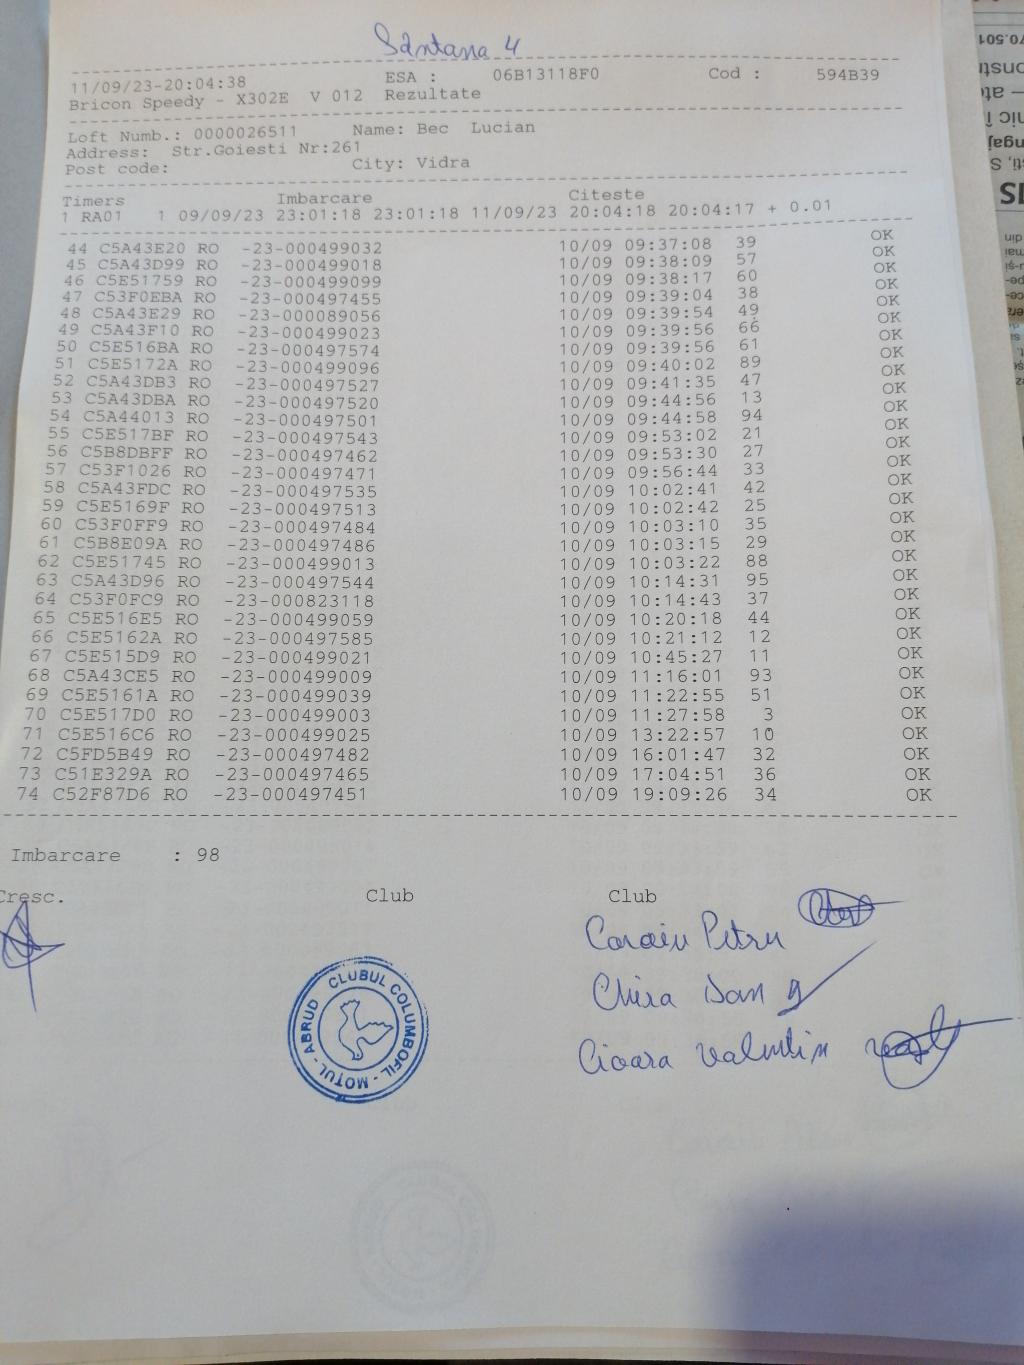 Santana 4
11/09/23-20:04:38 ESA : 06B13118F0 Cod : 594B39
Bricon Speedy - X302E V 012 Rezultate
Loft Numb.: 0000026511 Name: Bec Lucian
Address: Str.Goiesti Nr:261
Post code: City: Vidra
Timers Imbarcare Citeste
1 RA01 1 09/09/23 23:01:18 23:01:18 11/09/23 20:04:18 20:04:17 + 0.01
44 C5A43E20 RO -23-000499032 10/09 09:37:08 39 OK
45 C5A43D99 RO -23-000499018 10/09 09:38:09 57 OK
46 C5E51759 RO -23-000499099 10/09 09:38:17 60 OK
47 C53F0EBA RO -23-000497455 10/09 09:39:04 38 OK
48 C5A43E29 RO -23-000089056 10/09 09:39:54 49 OK
49 C5A43F10 RO -23-000499023 10/09 09:39:56 66 OK
50 C5E516BA RO -23-000497574 10/09 09:39:56 61 OK
51 C5E5172A RO -23-000499096 10/09 09:40:02 89 OK
52 C5A43DB3 RO -23-000497527 10/09 09:41:35 47 OK
53 C5A43DBA RO -23-000497520 10/09 09:44:56 13 OK
54 C5A44013 RO -23-000497501 10/09 09:44:58 94 OK
55 C5E517BF RO -23-000497543 10/09 09:53:02 21 OK
56 C5B8DBFF RO -23-000497462 10/09 09:53:30 27 OK
57 C53F1026 RO -23-000497471 10/09 09:56:44 33 OK
58 C5A43FDC RO -23-000497535 10/09 10:02:41 42 OK
59 C5E5169F RO -23-000497513 10/09 10:02:42 25 OK
60 C53F0FF9 RO -23-000497484 10/09 10:03:10 35 OK
61 C5B8E09A RO -23-000497486 10/09 10:03:15 29 OK
62 C5E51745 RO -23-000499013 10/09 10:03:22 88 OK
63 C5A43D96 RO -23-000497544 10/09 10:14:31 95 OK
64 C53F0FC9 RO -23-000823118 10/09 10:14:43 37 OK
65 C5E516E5 RO -23-000499059 10/09 10:20:18 44 OK
66 C5E5162A RO -23-000497585 10/09 10:21:12 12 OK
67 C5E515D9 RO -23-000499021 10/09 10:45:27 11 OK
68 C5A43CE5 RO -23-000499009 10/09 11:16:01 93 OK
69 C5E5161A RO -23-000499039 10/09 11:22:55 51 OK
70 C5E517D0 RO -23-000499003 10/09 11:27:58 3 OK
71 C5E516C6 RO -23-000499025 10/09 13:22:57 10 OK
72 C5FD5B49 RO -23-000497482 10/09 16:01:47 32 OK
73 C51E329A RO -23-000497465 10/09 17:04:51 36 OK
74 C52F87D6 RO -23-000497451 10/09 19:09:26 34 OK
Imbarcare : 98
Cresc. Club Club
Petru
Chira Dan
Cioara Valentin
CLUBUL COLUMBOFIL - MOȚUL - ABRUD